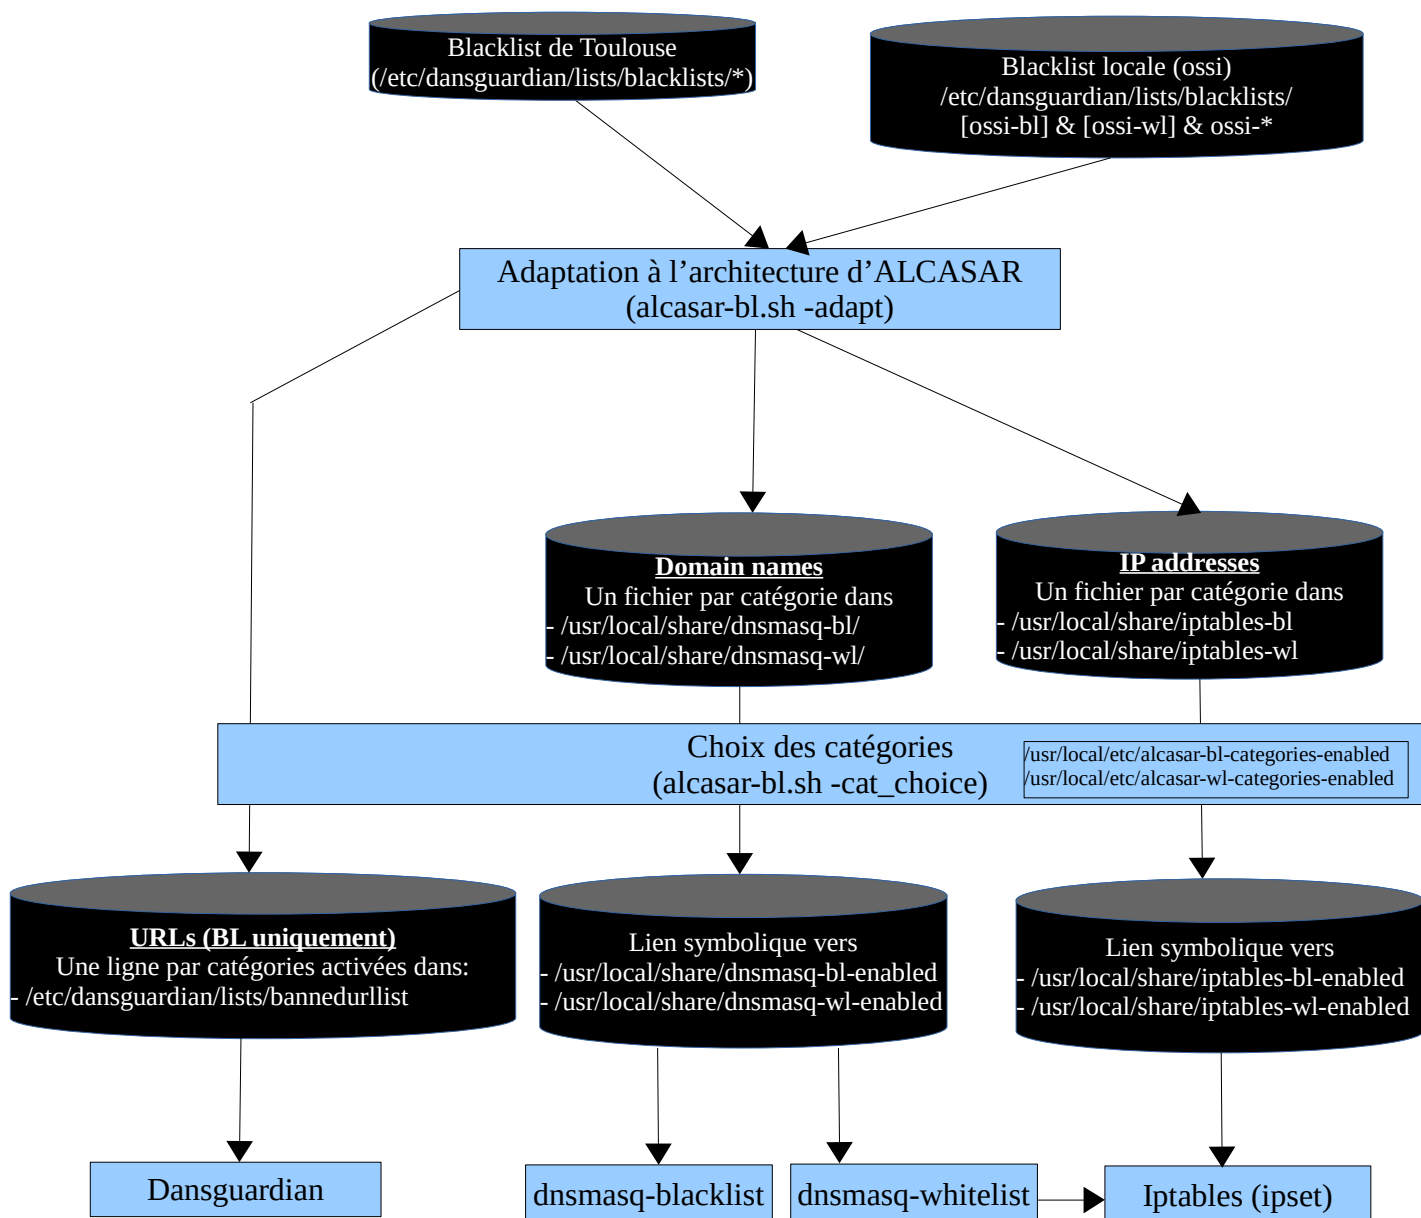 Blacklist de Toulouse
(/etc/dansguardian/lists/blacklists/*)
Blacklist locale (ossi)
/etc/dansguardian/lists/blacklists/
[ossi-bl] & [ossi-wl] & ossi-*
Adaptation à l’architecture d’ALCASAR
(alcasar-bl.sh -adapt)
Domain names
Un fichier par catégorie dans
- /usr/local/share/dnsmasq-bl/
- /usr/local/share/dnsmasq-wl/
IP addresses
Un fichier par catégorie dans
- /usr/local/share/iptables-bl
- /usr/local/share/iptables-wl
Choix des catégories
(alcasar-bl.sh -cat_choice)
/usr/local/etc/alcasar-bl-categories-enabled
/usr/local/etc/alcasar-wl-categories-enabled
URLs (BL uniquement)
Une ligne par catégories activées dans:
- /etc/dansguardian/lists/bannedurllist
Lien symbolique vers
- /usr/local/share/dnsmasq-bl-enabled
- /usr/local/share/dnsmasq-wl-enabled
Lien symbolique vers
- /usr/local/share/iptables-bl-enabled
- /usr/local/share/iptables-wl-enabled
Dansguardian
dnsmasq-blacklist
dnsmasq-whitelist
Iptables (ipset)